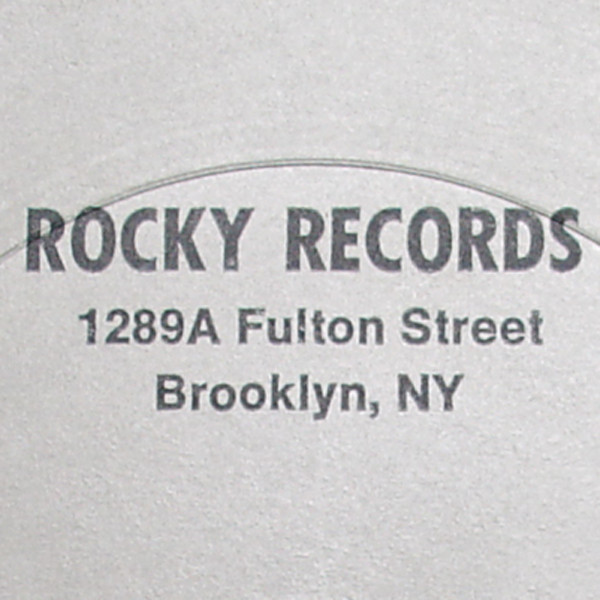 ROCKY RECORDS
1289A Fulton Street
Brooklyn, NY